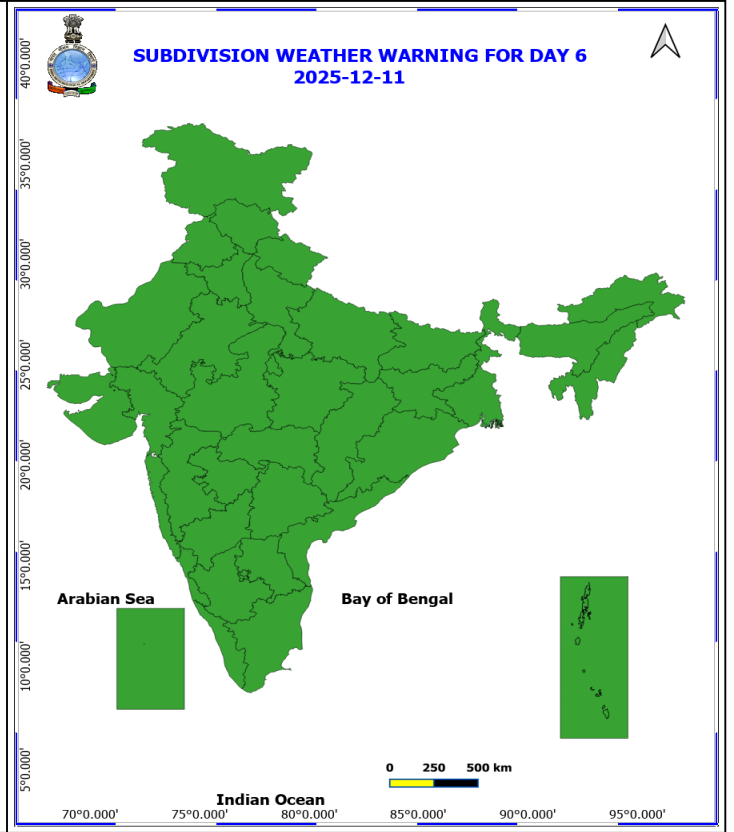 SUBDIVISION WEATHER WARNING FOR DAY 6
2025-12-11
40°0.000'
35°0.000'
30°0.000'
25°0.000'
20°0.000'
15°0.000'
10°0.000'
5°0.000'
Arabian Sea
Bay of Bengal
0 250 500 km
Indian Ocean
70°0.000' 75°0.000' 80°0.000' 85°0.000' 90°0.000' 95°0.000'